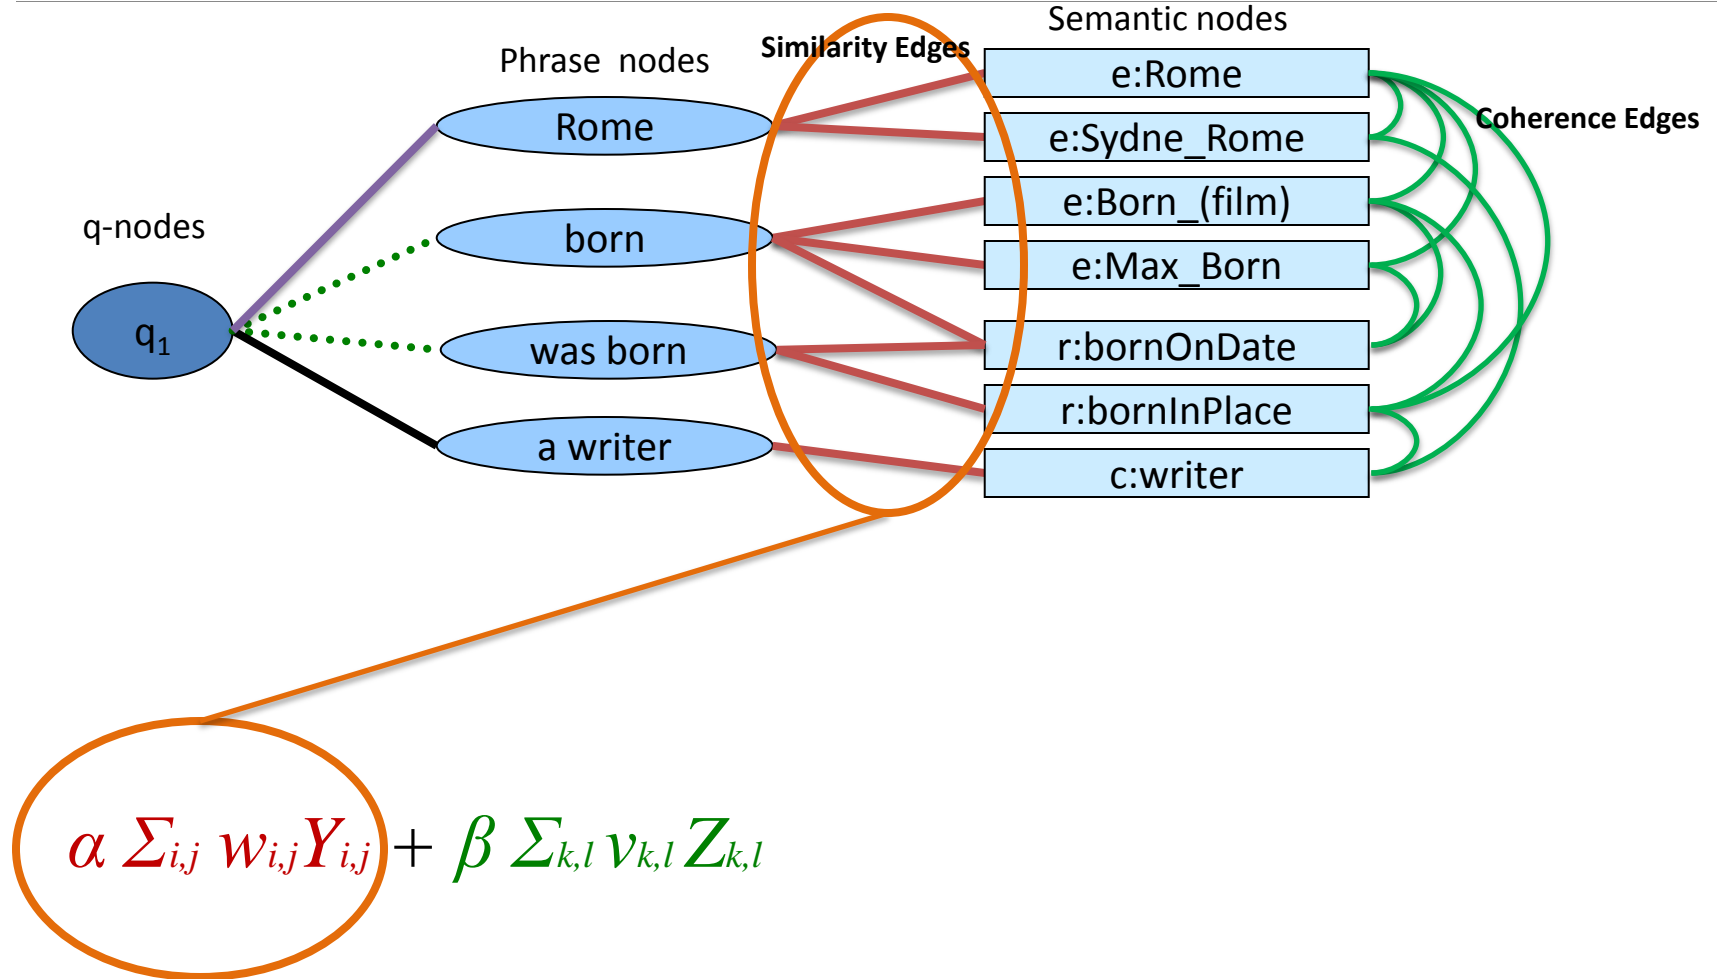 Semantic nodes
Similarity Edges
Phrase nodes
e:Rome
Coherence Edges
Rome
e:Sydne_Rome
e:Born_(film)
q-nodes
born
e:Max_Born
q₁
was born
r:bornOnDate
r:bornInPlace
a writer
c:writer
α Σi,j wi,jYi,j + β Σk,l vk,l Zk,l